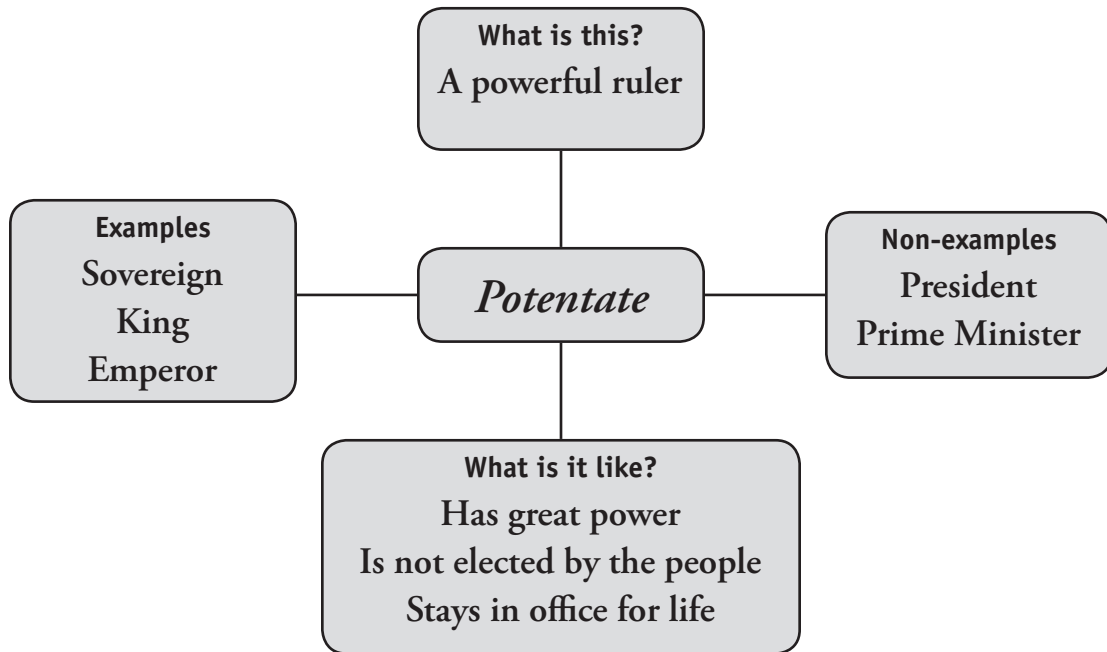 What is this?
A powerful ruler
Examples
Sovereign
King
Emperor
Potentate
Non-examples
President
Prime Minister
What is it like?
Has great power
Is not elected by the people
Stays in office for life